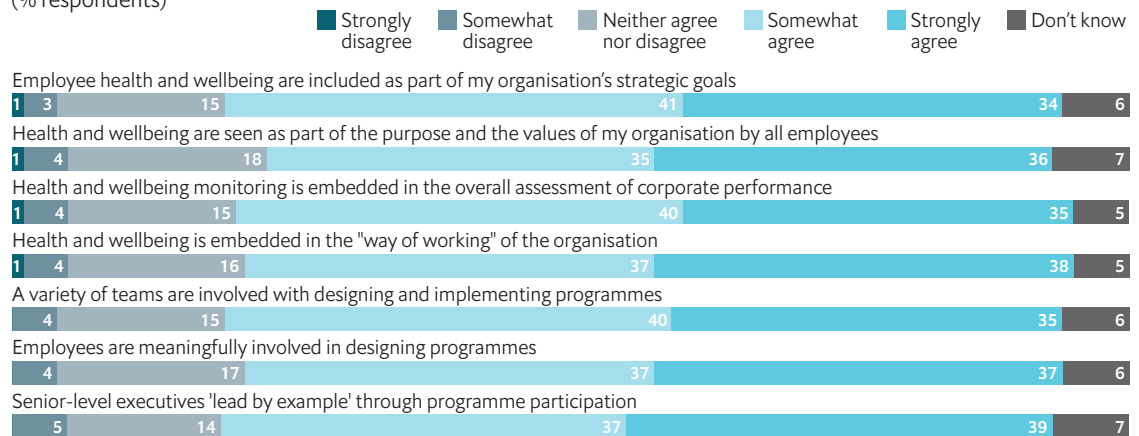 (% respondents)
Strongly disagree
Somewhat disagree
Neither agree nor disagree
Somewhat agree
Strongly agree
Don't know
Employee health and wellbeing are included as part of my organisation's strategic goals
1 3 15 41 34 6
Health and wellbeing are seen as part of the purpose and the values of my organisation by all employees
1 4 18 35 36 7
Health and wellbeing monitoring is embedded in the overall assessment of corporate performance
1 4 15 40 35 5
Health and wellbeing is embedded in the "way of working" of the organisation
1 4 16 37 38 5
A variety of teams are involved with designing and implementing programmes
4 15 40 35 6
Employees are meaningfully involved in designing programmes
4 17 37 37 6
Senior-level executives 'lead by example' through programme participation
5 14 37 39 7